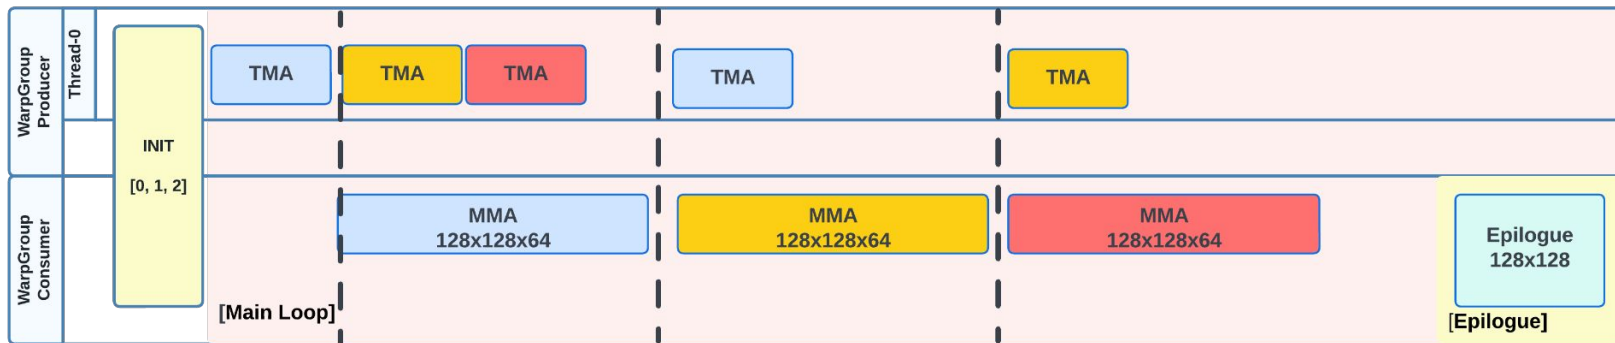 WarpGroup
Producer
Thread-0
INIT
[0, 1, 2]
TMA
TMA
TMA
TMA
TMA
WarpGroup
Consumer
MMA
128x128x64
MMA
128x128x64
MMA
128x128x64
Epilogue
128x128
[Main Loop]
[Epilogue]